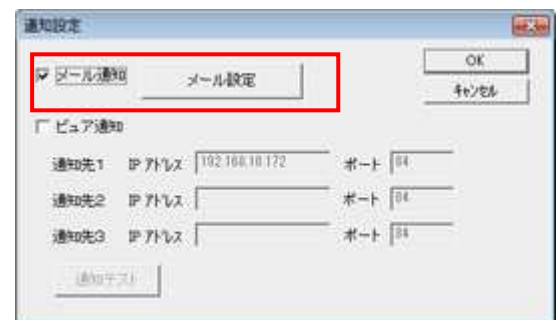 通知設定
OK
メール通知 メール設定
キャンセル
ビュア通知
通知先1 IP アドレス 192.168.10.172 ポート 84
通知先2 IP アドレス ポート 84
通知先3 IP アドレス ポート 84
通知テスト